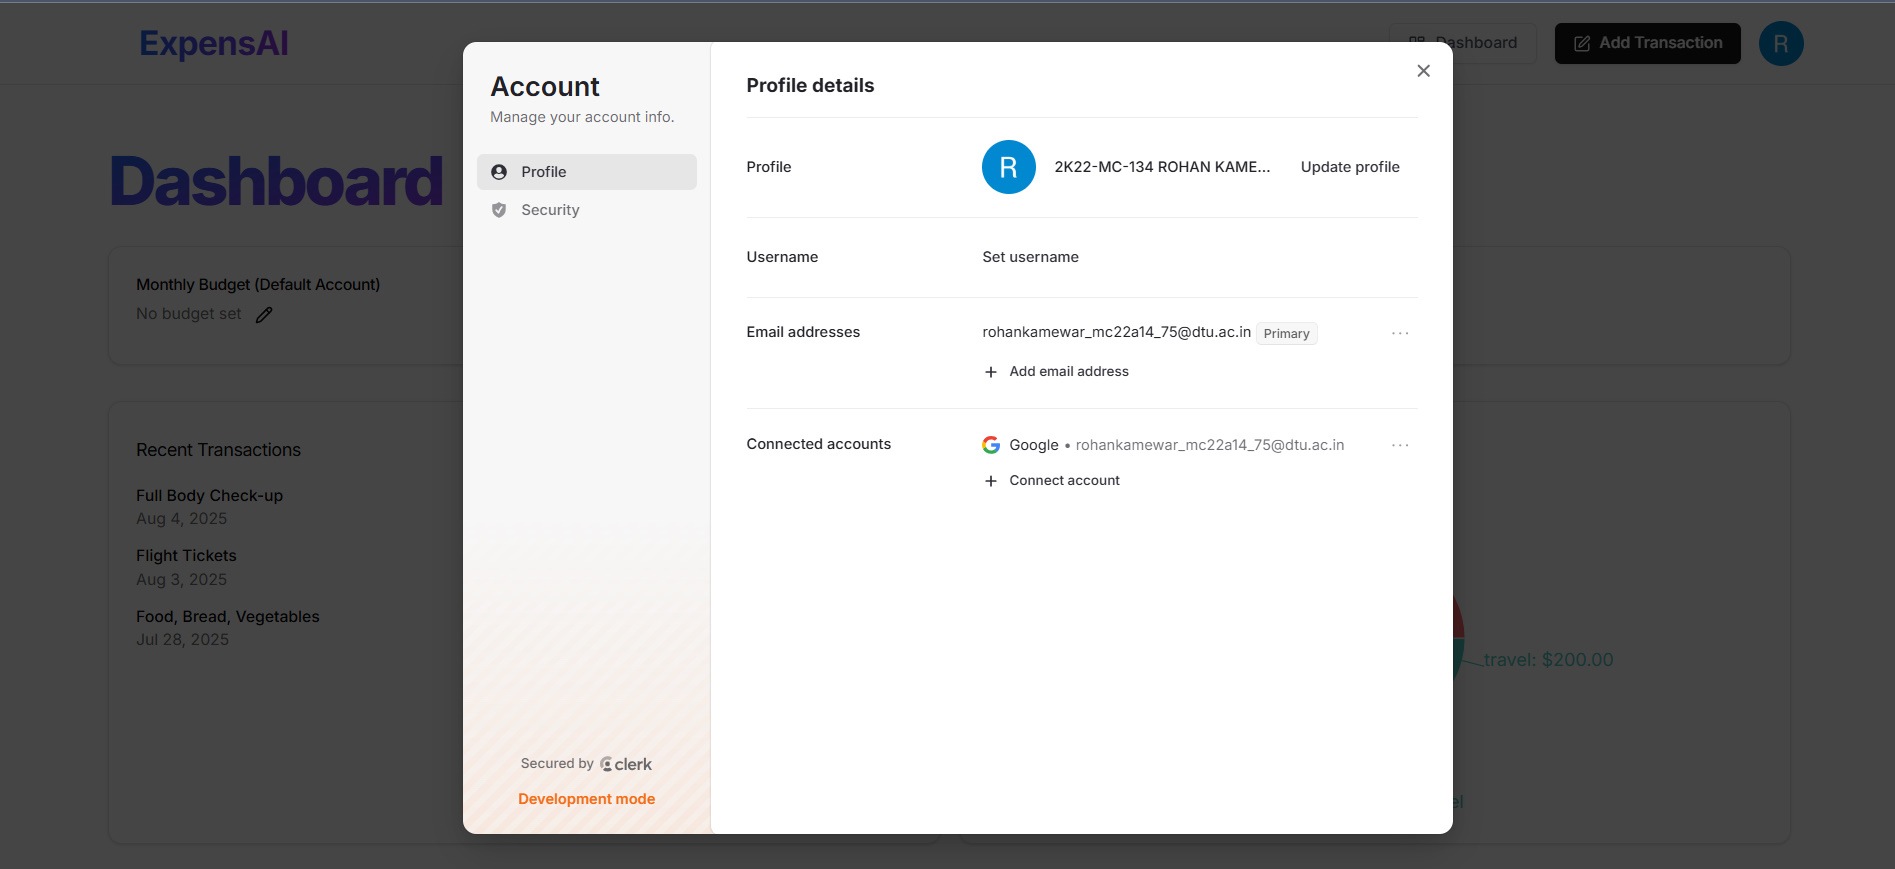 ExpensAI
Dashboard
Add Transaction
R
Dashboard
Monthly Budget (Default Account)
No budget set
Recent Transactions
Full Body Check-up
Aug 4, 2025
Flight Tickets
Aug 3, 2025
Food, Bread, Vegetables
Jul 28, 2025
travel: $200.00
Account
Manage your account info.
Profile
Security
Secured by clerk
Development mode
Profile details
Profile
R
2K22-MC-134 ROHAN KAME...
Update profile
Username
Set username
Email addresses
rohankamewar_mc22a14_75@dtu.ac.in Primary
Add email address
Connected accounts
Google • rohankamewar_mc22a14_75@dtu.ac.in
Connect account